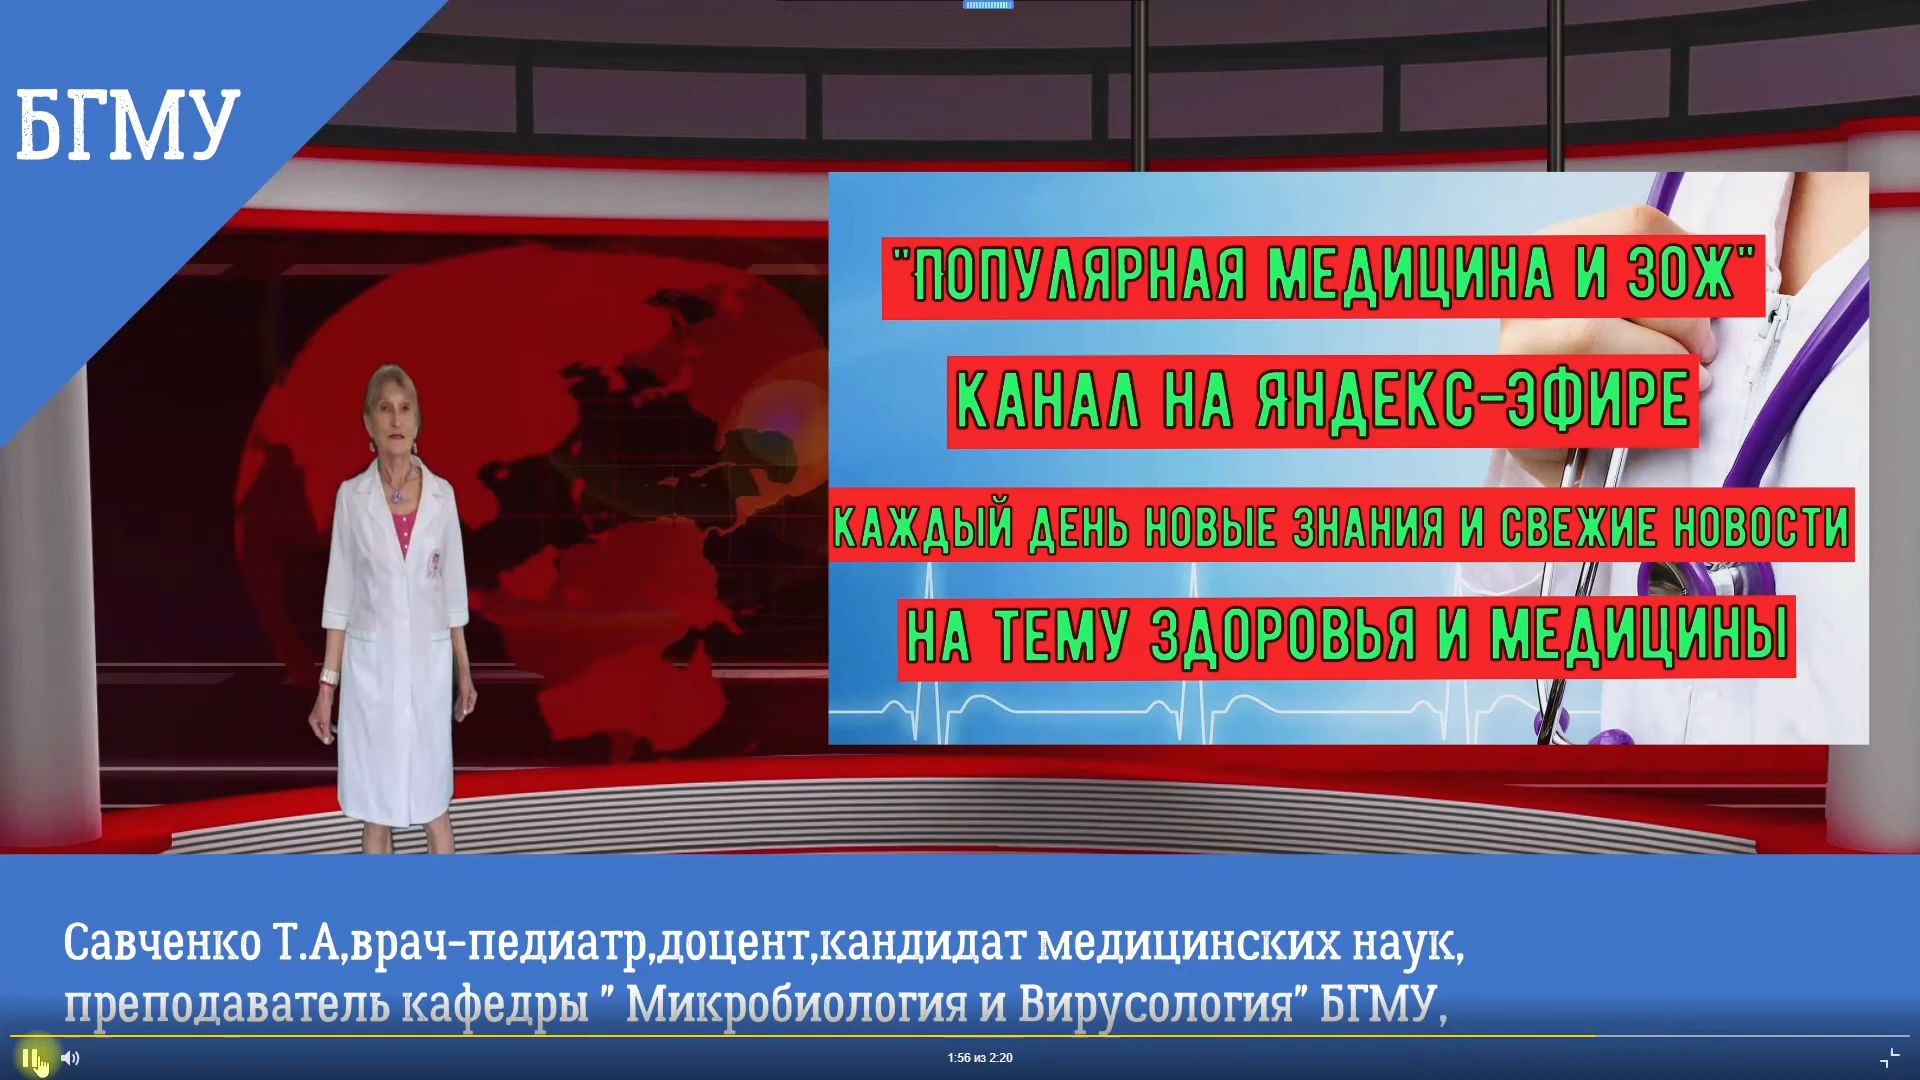 БГМУ
"ПОПУЛЯРНАЯ МЕДИЦИНА И ЗОЖ"
КАНАЛ НА ЯНДЕКС-ЭФИРЕ
КАЖДЫЙ ДЕНЬ НОВЫЕ ЗНАНИЯ И СВЕЖИЕ НОВОСТИ
НА ТЕМУ ЗДОРОВЬЯ И МЕДИЦИНЫ
Савченко Т.А,врач-педиатр,доцент,кандидат медицинских наук,
преподаватель кафедры " Микробиология и Вирусология" БГМУ,
1:56 из 2:20